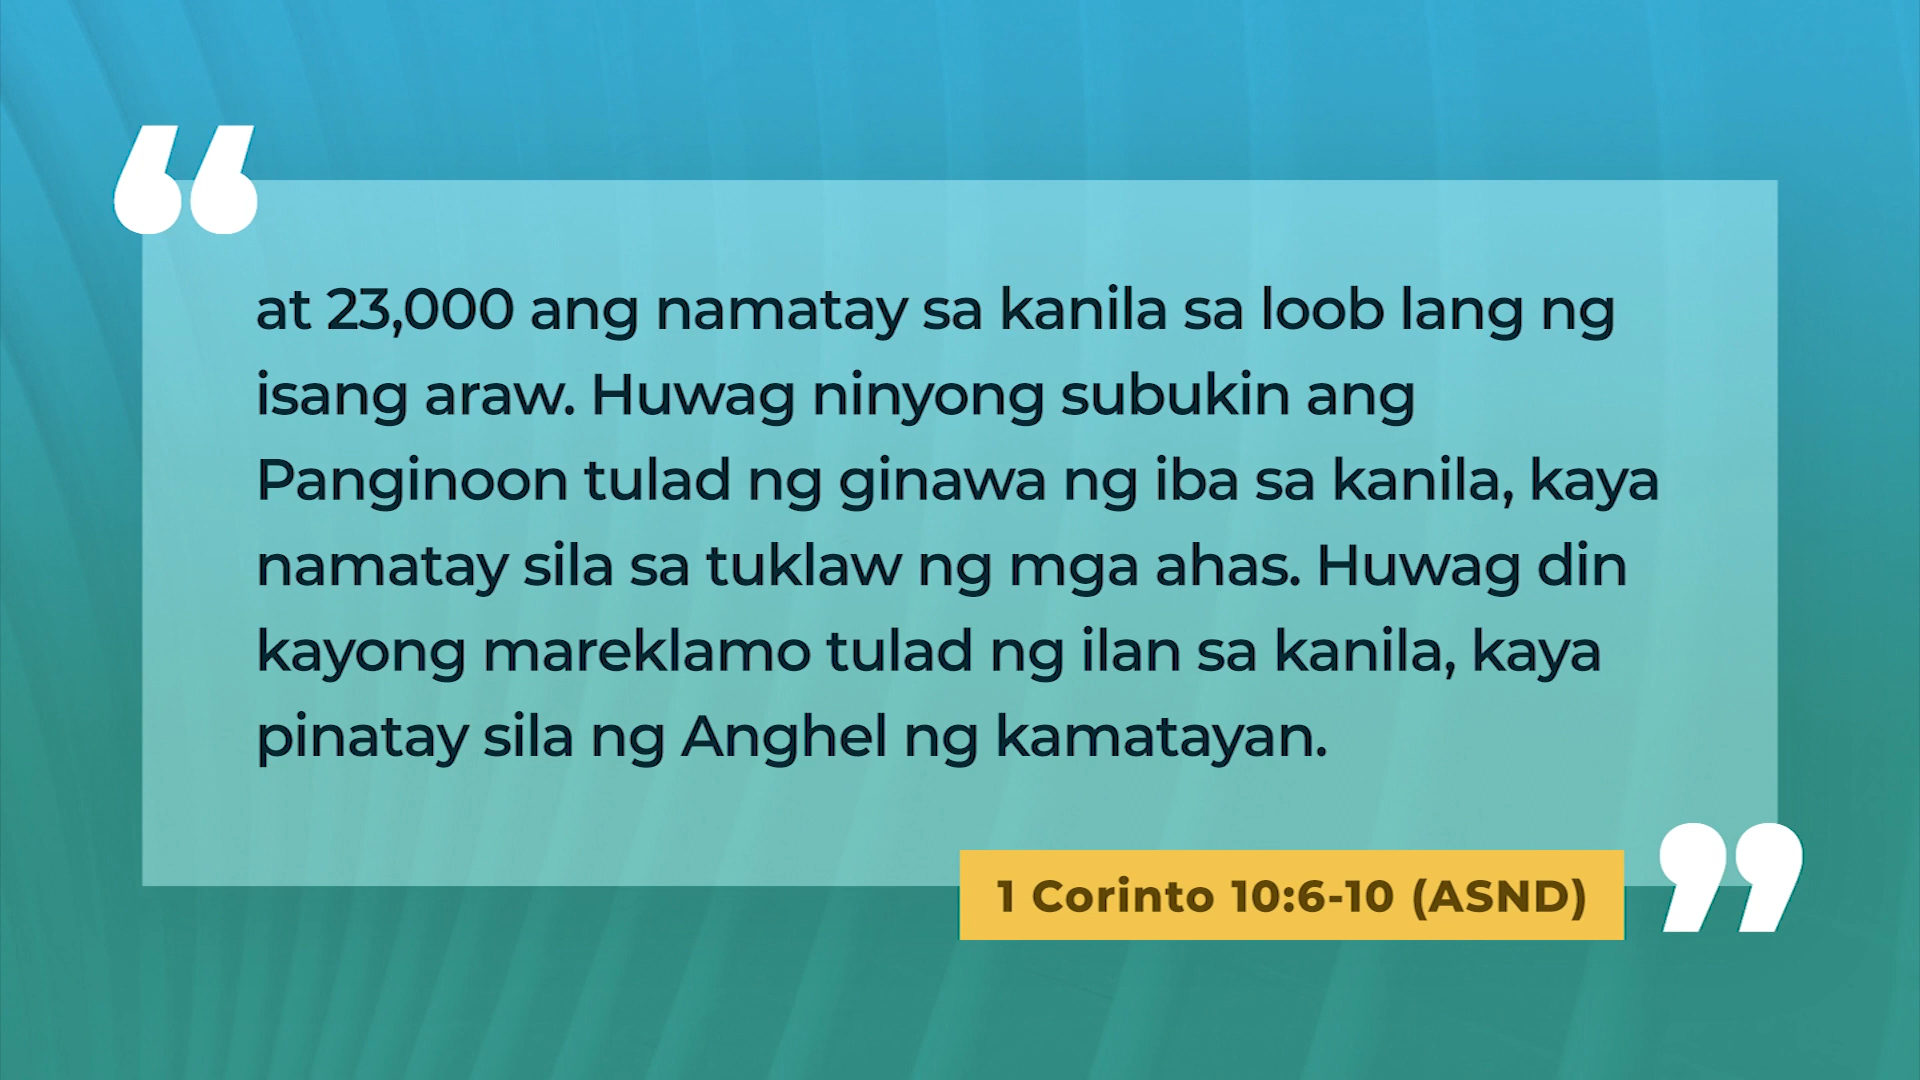 at 23,000 ang namatay sa kanila sa loob lang ng
isang araw. Huwag ninyong subukin ang
Panginoon tulad ng ginawa ng iba sa kanila, kaya
namatay sila sa tuklaw ng mga ahas. Huwag din
kayong mareklamo tulad ng ilan sa kanila, kaya
pinatay sila ng Anghel ng kamatayan.
1 Corinto 10:6-10 (ASND)